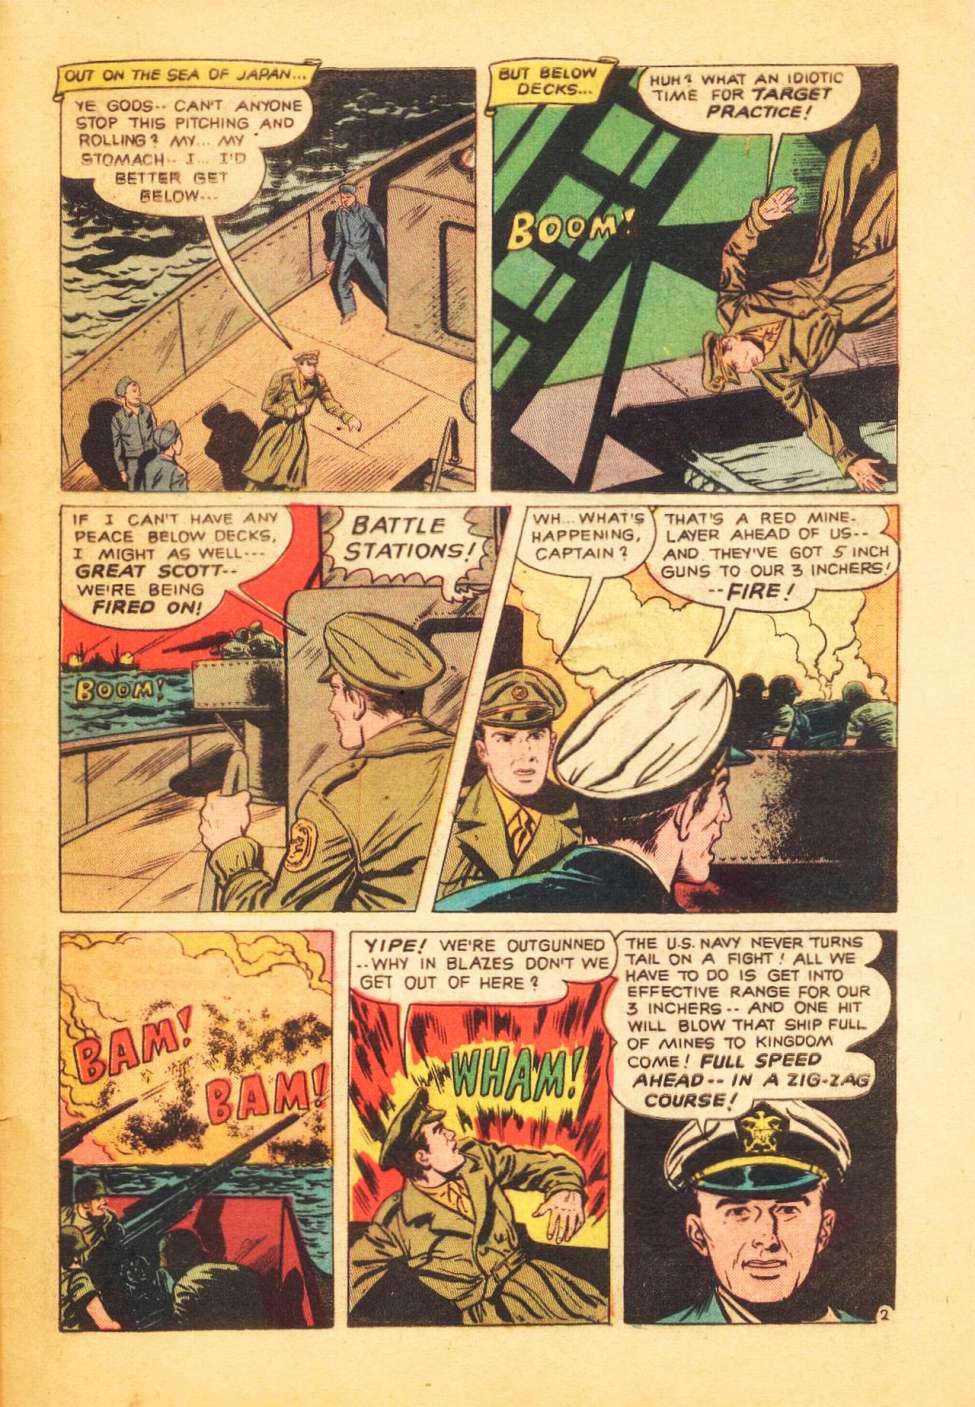 OUT ON THE SEA OF JAPAN...
YE GODS-- CAN'T ANYONE
STOP THIS PITCHING AND
ROLLING? MY... MY
STOMACH-- I... I'D
BETTER GET
BELOW---
BUT BELOW
DECKS...
HUH? WHAT AN IDIOTIC
TIME FOR TARGET
PRACTICE!
BOOM!
IF I CAN'T HAVE ANY
PEACE BELOW DECKS,
I MIGHT AS WELL---
GREAT SCOTT--
WE'RE BEING
FIRED ON!
BATTLE
STATIONS!
BOOM!
WH...WHAT'S
HAPPENING,
CAPTAIN?
THAT'S A RED MINE-
LAYER AHEAD OF US--
AND THEY'VE GOT 5 INCH
GUNS TO OUR 3 INCHERS!
--FIRE!
BAM!
BAM!
YIPE! WE'RE OUTGUNNED
--WHY IN BLAZES DON'T WE
GET OUT OF HERE?
WHAM!
THE U.S. NAVY NEVER TURNS
TAIL ON A FIGHT! ALL WE
HAVE TO DO IS GET INTO
EFFECTIVE RANGE FOR OUR
3 INCHERS-- AND ONE HIT
WILL BLOW THAT SHIP FULL
OF MINES TO KINGDOM
COME! FULL SPEED
AHEAD-- IN A ZIG-ZAG
COURSE!
2